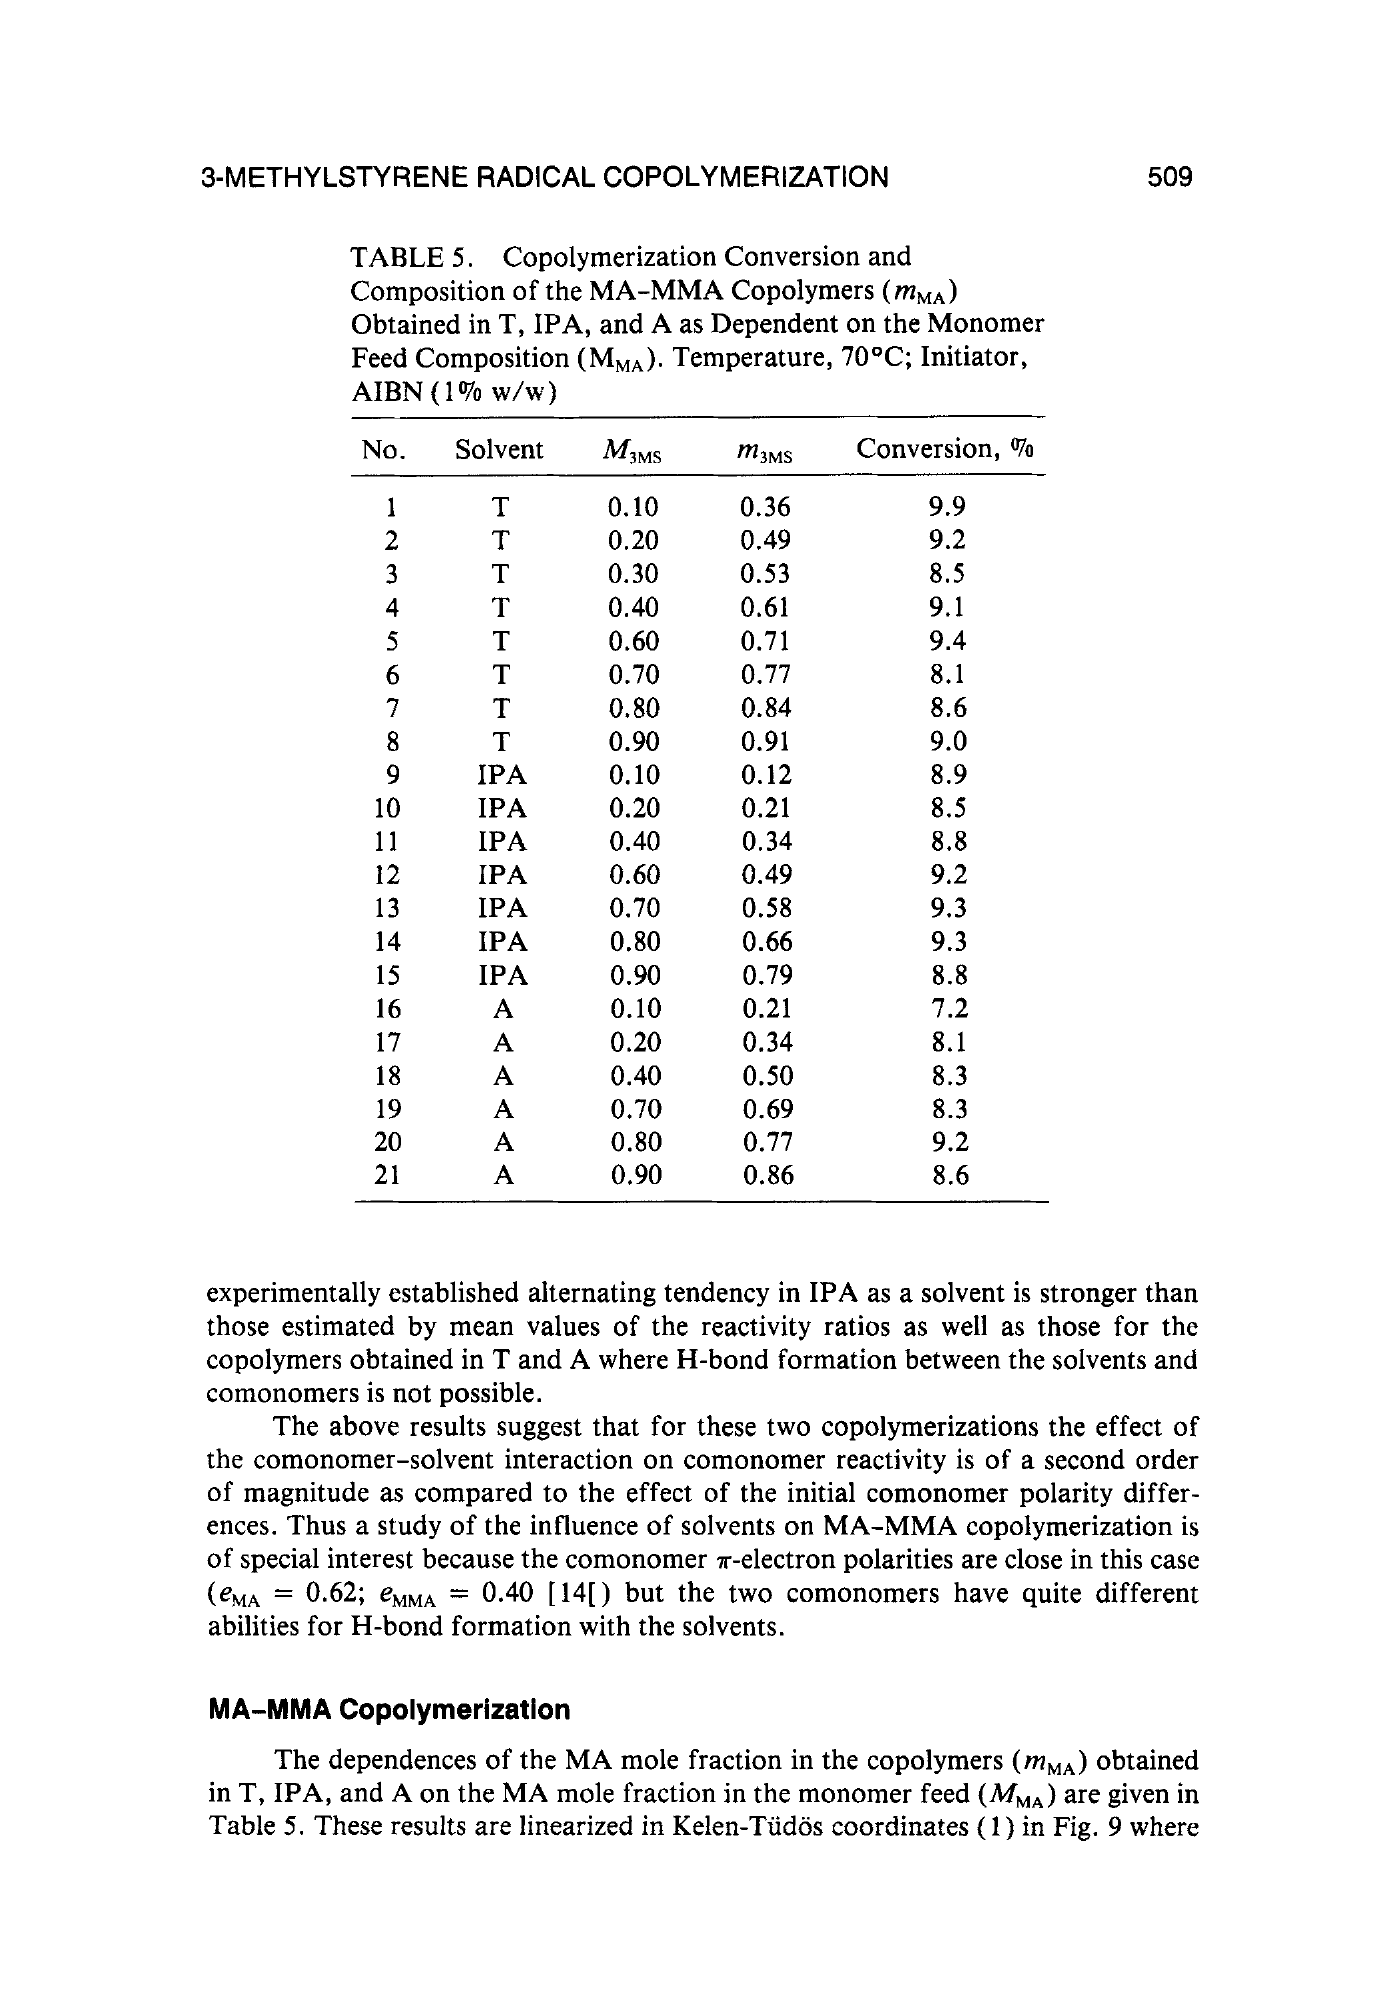 3-METHYLSTYRENE RADICAL COPOLYMERIZATION 509
TABLE 5. Copolymerization Conversion and
Composition of the MA-MMA Copolymers (mMA)
Obtained in T, IPA, and A as Dependent on the Monomer
Feed Composition (MMA). Temperature, 70°C; Initiator,
AIBN (1% w/w)
No. Solvent M3MS m3MS Conversion, %
1 T 0.10 0.36 9.9
2 T 0.20 0.49 9.2
3 T 0.30 0.53 8.5
4 T 0.40 0.61 9.1
5 T 0.60 0.71 9.4
6 T 0.70 0.77 8.1
7 T 0.80 0.84 8.6
8 T 0.90 0.91 9.0
9 IPA 0.10 0.12 8.9
10 IPA 0.20 0.21 8.5
11 IPA 0.40 0.34 8.8
12 IPA 0.60 0.49 9.2
13 IPA 0.70 0.58 9.3
14 IPA 0.80 0.66 9.3
15 IPA 0.90 0.79 8.8
16 A 0.10 0.21 7.2
17 A 0.20 0.34 8.1
18 A 0.40 0.50 8.3
19 A 0.70 0.69 8.3
20 A 0.80 0.77 9.2
21 A 0.90 0.86 8.6
experimentally established alternating tendency in IPA as a solvent is stronger than
those estimated by mean values of the reactivity ratios as well as those for the
copolymers obtained in T and A where H-bond formation between the solvents and
comonomers is not possible.
The above results suggest that for these two copolymerizations the effect of
the comonomer-solvent interaction on comonomer reactivity is of a second order
of magnitude as compared to the effect of the initial comonomer polarity differ-
ences. Thus a study of the influence of solvents on MA-MMA copolymerization is
of special interest because the comonomer π-electron polarities are close in this case
(eMA = 0.62; eMMA = 0.40 [14[) but the two comonomers have quite different
abilities for H-bond formation with the solvents.
MA-MMA Copolymerization
The dependences of the MA mole fraction in the copolymers (mMA) obtained
in T, IPA, and A on the MA mole fraction in the monomer feed (MMA) are given in
Table 5. These results are linearized in Kelen-Tüdös coordinates (1) in Fig. 9 where